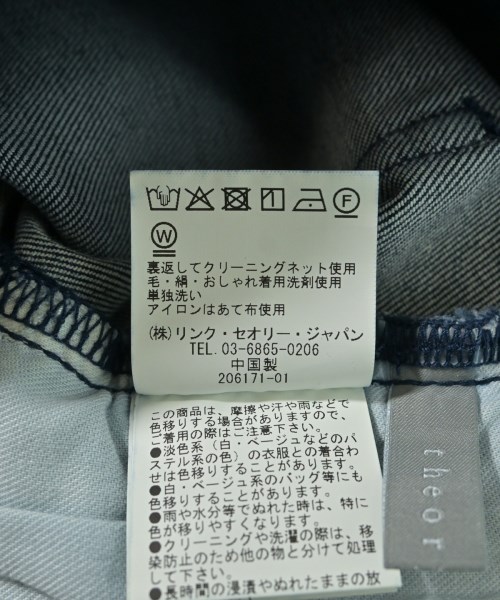 F
W
裏返してクリーニングネット使用
毛・絹・おしゃれ着用洗剤使用
単独洗い
アイロンはあて布使用
(株)リンク・セオリー・ジャパン
TEL. 03-6865-0206
中国製
206171-01
この商品は、摩擦や汗や雨などで
色移りする場合がありますので、
ご着用の際はご注意下さい。
●淡色系(白・ベージュなどのパ
ステル系の色)の衣服との着合わ
せは色移りすることがあります。
●白・ベージュ系のバッグ等にも
色移りすることがあります。
●雨や水分等でぬれた時は、特に
色が移りやすくなります。
●クリーニングや洗濯の際は、移
染防止のため他の物と分けて処理
して下さい。
●長時間の浸漬やぬれたままの放
theor